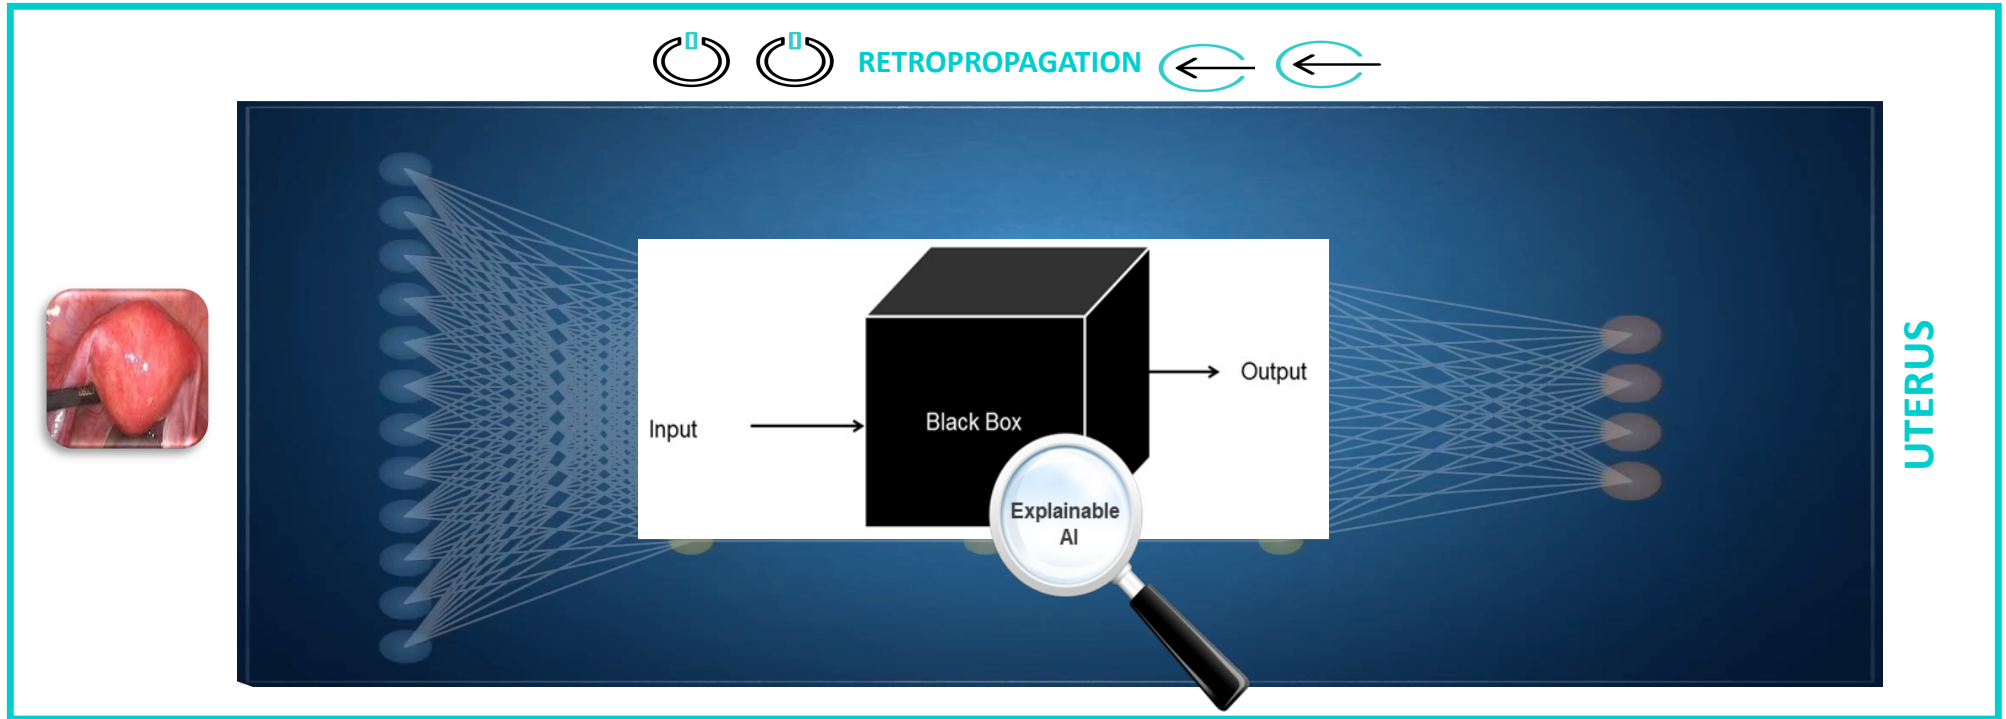 RETROPROPAGATION
Input
Black Box
Output
Explainable
AI
UTERUS